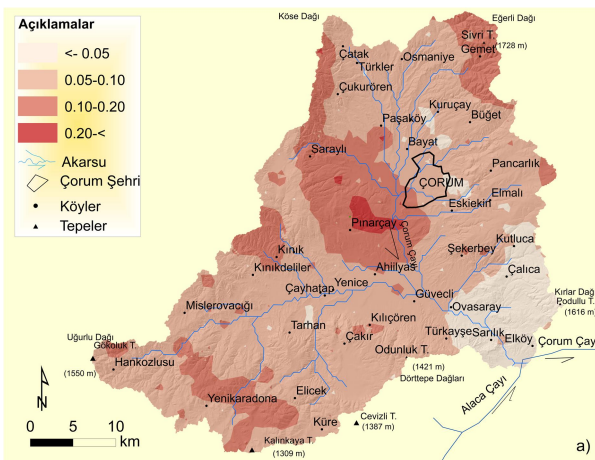 Açıklamalar
<- 0.05
0.05-0.10
0.10-0.20
0.20-<
Akarsu
Çorum Şehri
Köyler
Tepeler
Köse Dağı
Eğerli Dağı
Sivri T.
(1728 m)
Gemet
Çatak
Türkler
Osmaniye
Çukurören
Kuruçay
Büğet
Paşaköy
Bayat
Saraylı
Pancarlık
ÇORUM
Elmalı
Eskiekin
Pınarçay
Çorum Çayı
Kutluca
Şekerbey
Kınık
Kınıkdeliler
Ahiilyas
Yenice
Çalıca
Çayhatap
Güveçli
Kırlar Dağı
Podullu T.
(1616 m)
Ovasaray
Mislerovacığı
Tarhan
Kılıçören
Türkayşe
Sarılık
Elköy
Çorum Çayı
Çakır
Odunluk T.
(1421 m)
Dörttepe Dağları
Uğurlu Dağı
Gökoluk T.
(1550 m)
Hankozlusu
Alaca Çayı
Yenikaradona
Elicek
Küre
Cevizli T.
(1387 m)
Kalınkaya T.
(1309 m)
N
0 5 10
km
a)